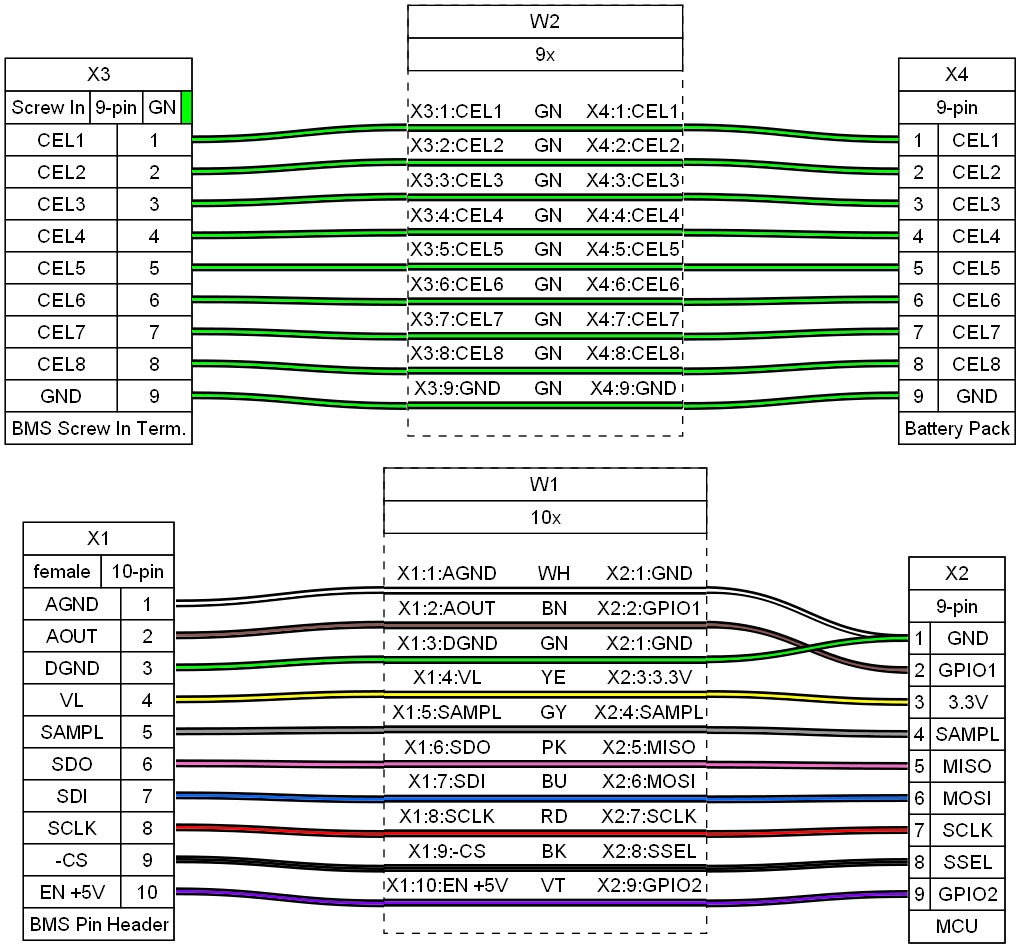 W2
9x
X3
Screw In 9-pin GN
CEL1 1
CEL2 2
CEL3 3
CEL4 4
CEL5 5
CEL6 6
CEL7 7
CEL8 8
GND 9
BMS Screw In Term.
X3:1:CEL1 GN X4:1:CEL1
X3:2:CEL2 GN X4:2:CEL2
X3:3:CEL3 GN X4:3:CEL3
X3:4:CEL4 GN X4:4:CEL4
X3:5:CEL5 GN X4:5:CEL5
X3:6:CEL6 GN X4:6:CEL6
X3:7:CEL7 GN X4:7:CEL7
X3:8:CEL8 GN X4:8:CEL8
X3:9:GND GN X4:9:GND
X4
9-pin
1 CEL1
2 CEL2
3 CEL3
4 CEL4
5 CEL5
6 CEL6
7 CEL7
8 CEL8
9 GND
Battery Pack
W1
10x
X1
female 10-pin
AGND 1
AOUT 2
DGND 3
VL 4
SAMPL 5
SDO 6
SDI 7
SCLK 8
-CS 9
EN +5V 10
BMS Pin Header
X1:1:AGND WH X2:1:GND
X1:2:AOUT BN X2:2:GPIO1
X1:3:DGND GN X2:1:GND
X1:4:VL YE X2:3:3.3V
X1:5:SAMPL GY X2:4:SAMPL
X1:6:SDO PK X2:5:MISO
X1:7:SDI BU X2:6:MOSI
X1:8:SCLK RD X2:7:SCLK
X1:9:-CS BK X2:8:SSEL
X1:10:EN +5V VT X2:9:GPIO2
X2
9-pin
1 GND
2 GPIO1
3 3.3V
4 SAMPL
5 MISO
6 MOSI
7 SCLK
8 SSEL
9 GPIO2
MCU